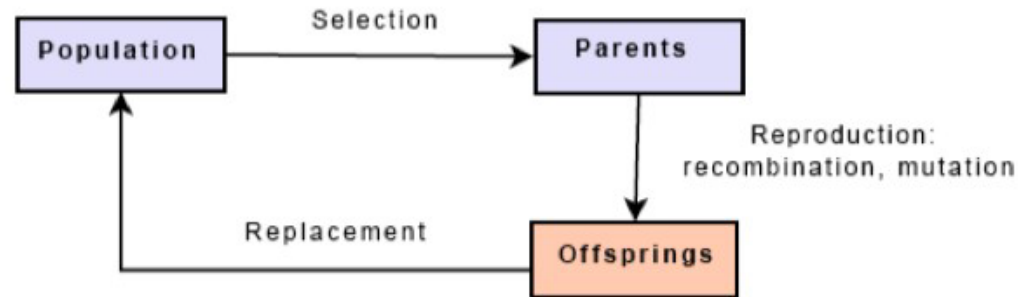 Selection
Population
Parents
Reproduction:
recombination, mutation
Replacement
Offsprings